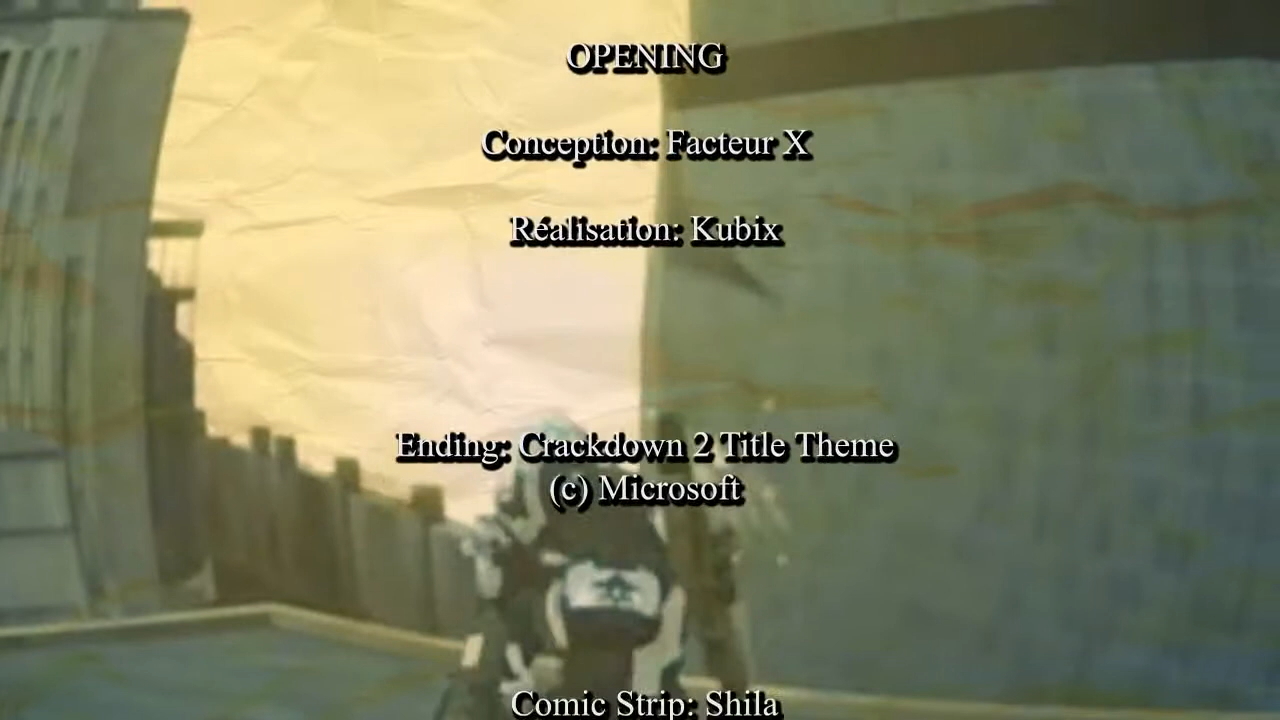 OPENING
Conception: Facteur X
Réalisation: Kubix
Ending: Crackdown 2 Title Theme
(c) Microsoft
Comic Strip: Shila